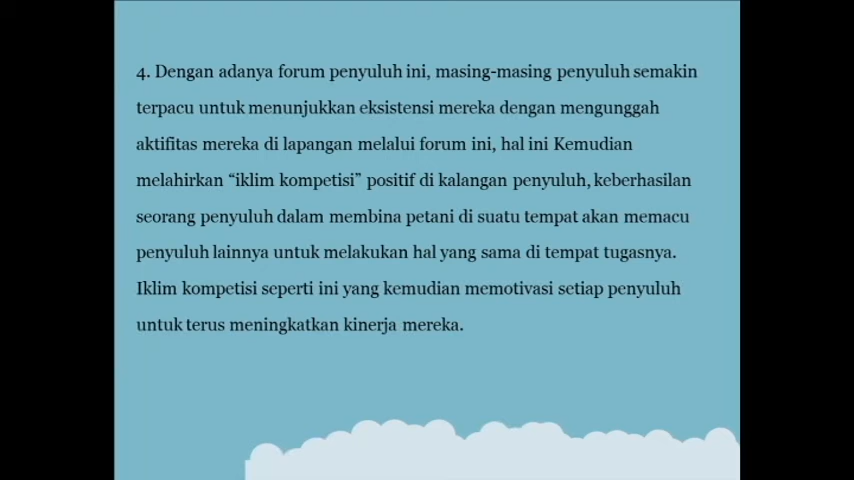 4. Dengan adanya forum penyuluh ini, masing-masing penyuluh semakin
terpacu untuk menunjukkan eksistensi mereka dengan mengunggah
aktifitas mereka di lapangan melalui forum ini, hal ini Kemudian
melahirkan “iklim kompetisi” positif di kalangan penyuluh, keberhasilan
seorang penyuluh dalam membina petani di suatu tempat akan memacu
penyuluh lainnya untuk melakukan hal yang sama di tempat tugasnya.
Iklim kompetisi seperti ini yang kemudian memotivasi setiap penyuluh
untuk terus meningkatkan kinerja mereka.